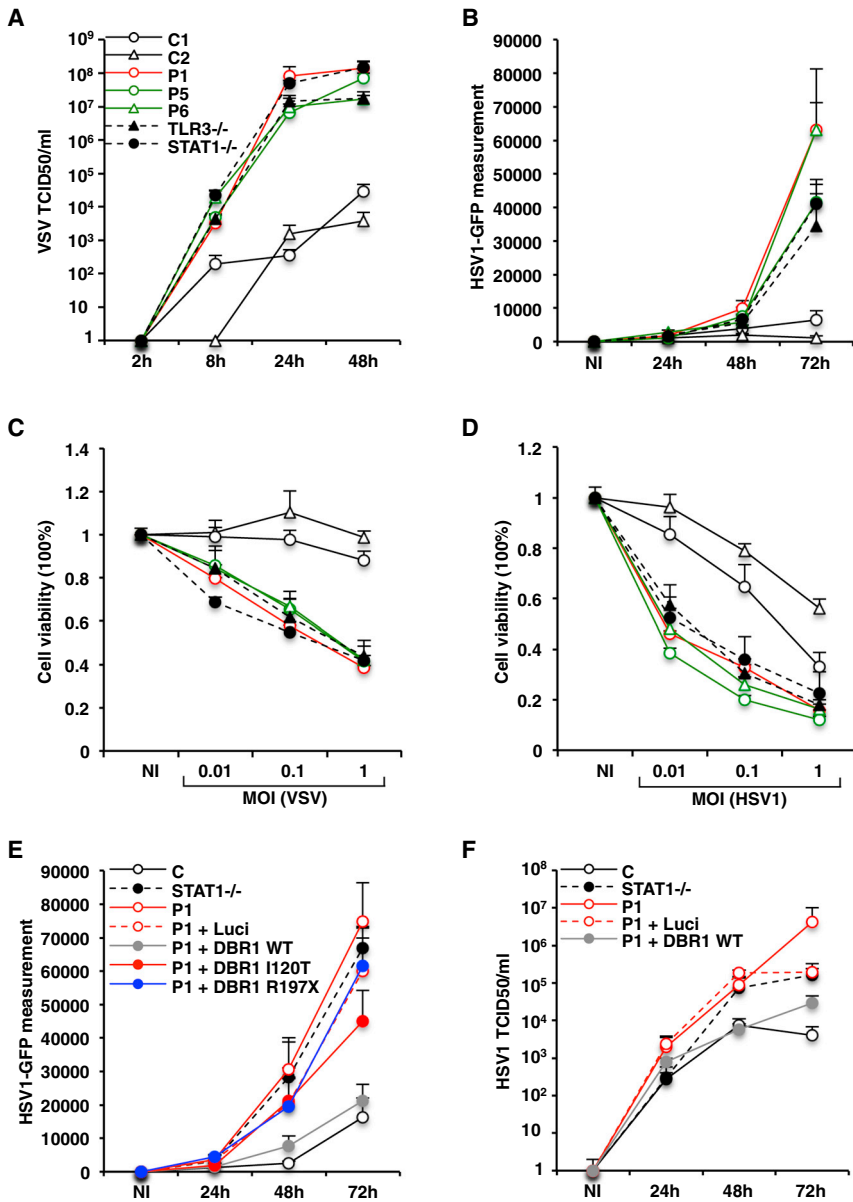 A
VSV TCID50/ml
10⁹
10⁸
10⁷
10⁶
10⁵
10⁴
10³
10²
10
1
2h 8h 24h 48h
C1
C2
P1
P5
P6
TLR3-/-
STAT1-/-
B
HSV1-GFP measurement
90000
80000
70000
60000
50000
40000
30000
20000
10000
0
NI 24h 48h 72h
C
Cell viability (100%)
1.4
1.2
1
0.8
0.6
0.4
0.2
0
NI 0.01 0.1 1
MOI (VSV)
D
Cell viability (100%)
1.2
1
0.8
0.6
0.4
0.2
0
NI 0.01 0.1 1
MOI (HSV1)
E
HSV1-GFP measurement
90000
80000
70000
60000
50000
40000
30000
20000
10000
0
NI 24h 48h 72h
C
STAT1-/-
P1
P1 + Luci
P1 + DBR1 WT
P1 + DBR1 I120T
P1 + DBR1 R197X
F
HSV1 TCID50/ml
10⁸
10⁷
10⁶
10⁵
10⁴
10³
10²
10
1
NI 24h 48h 72h
C
STAT1-/-
P1
P1 + Luci
P1 + DBR1 WT